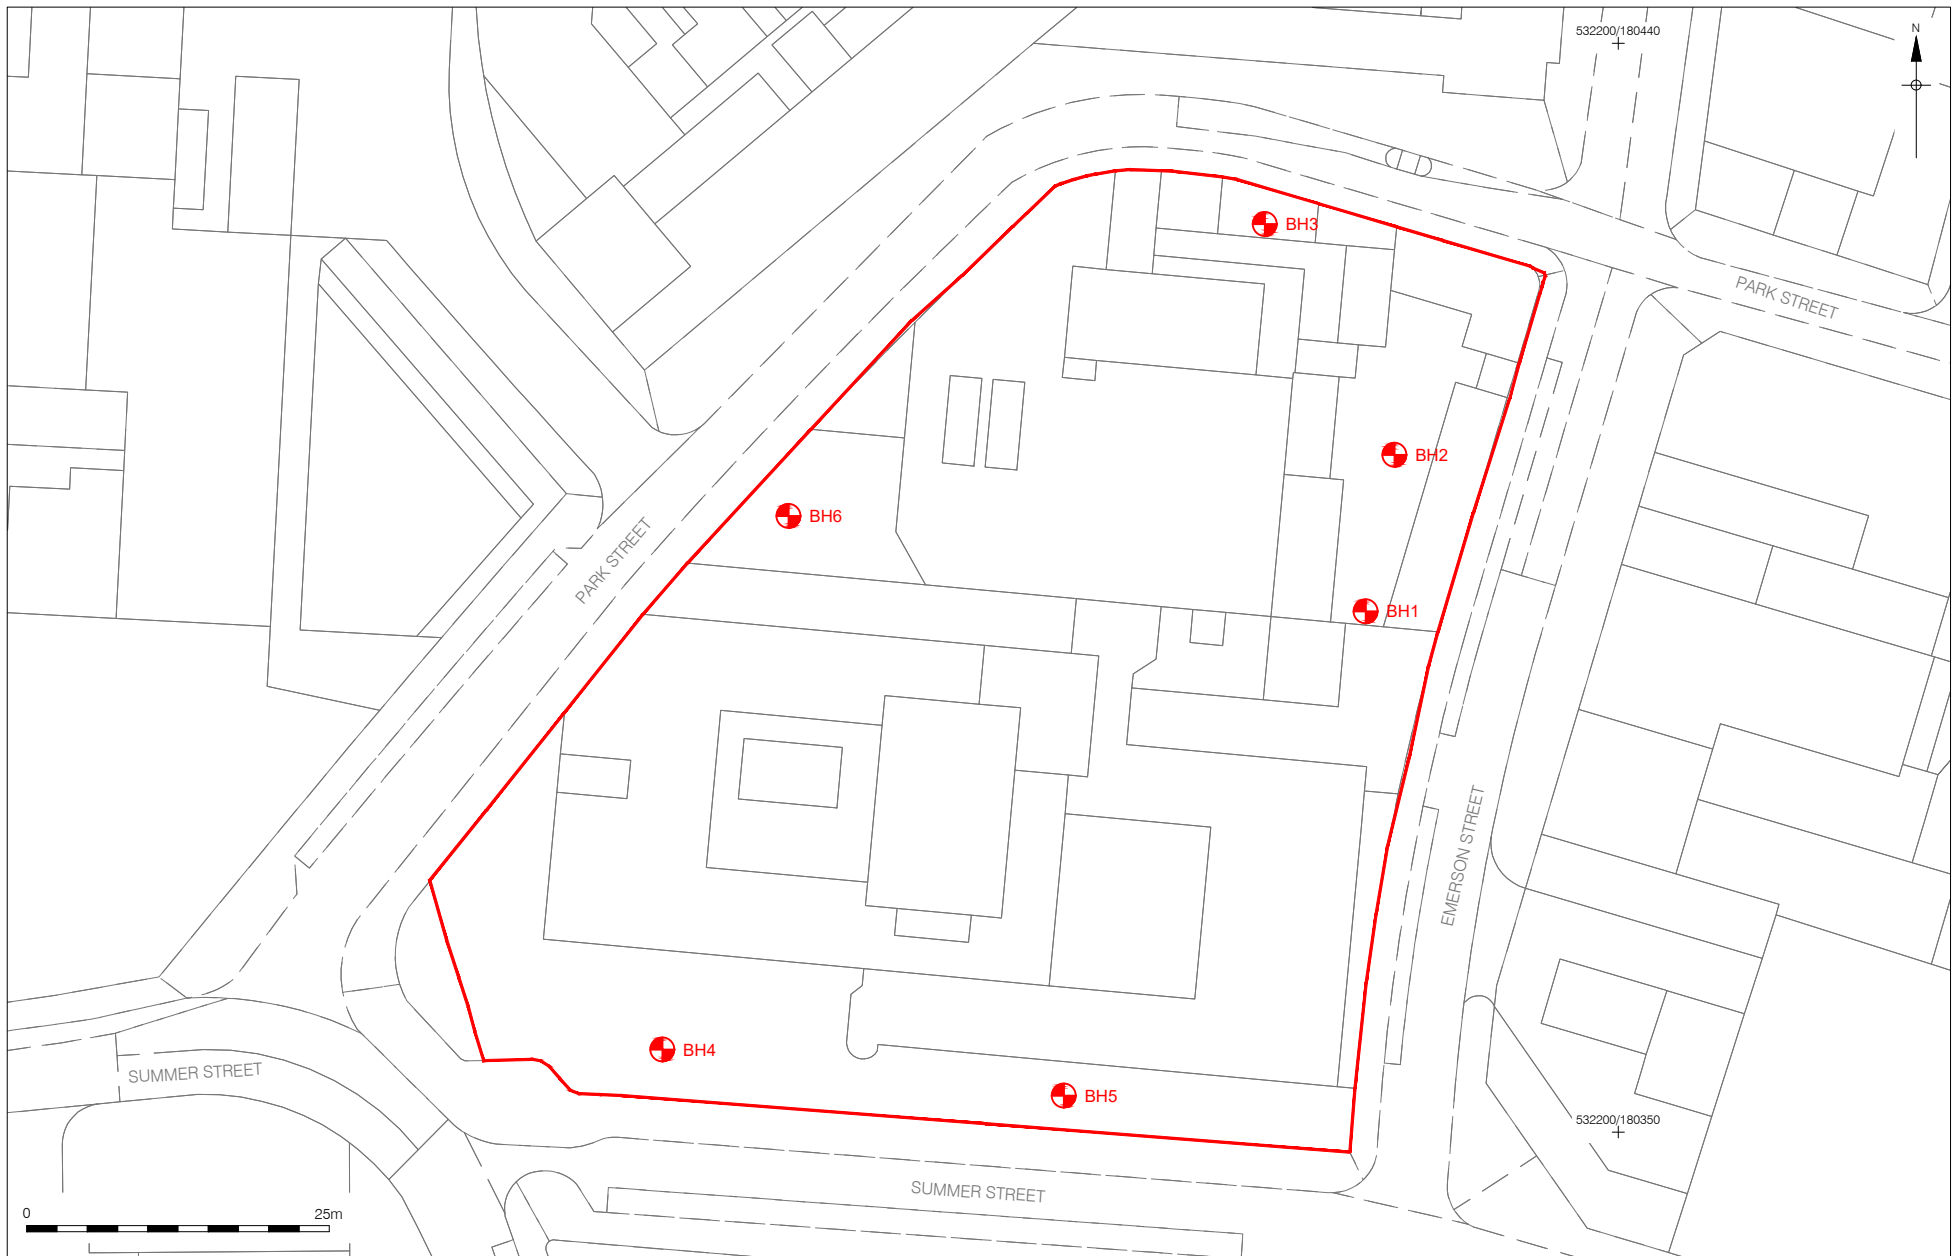 532200/180440
N
BH3
PARK STREET
BH2
BH6
PARK STREET
BH1
EMERSON STREET
BH4
SUMMER STREET
BH5
532200/180350
SUMMER STREET
0 25m